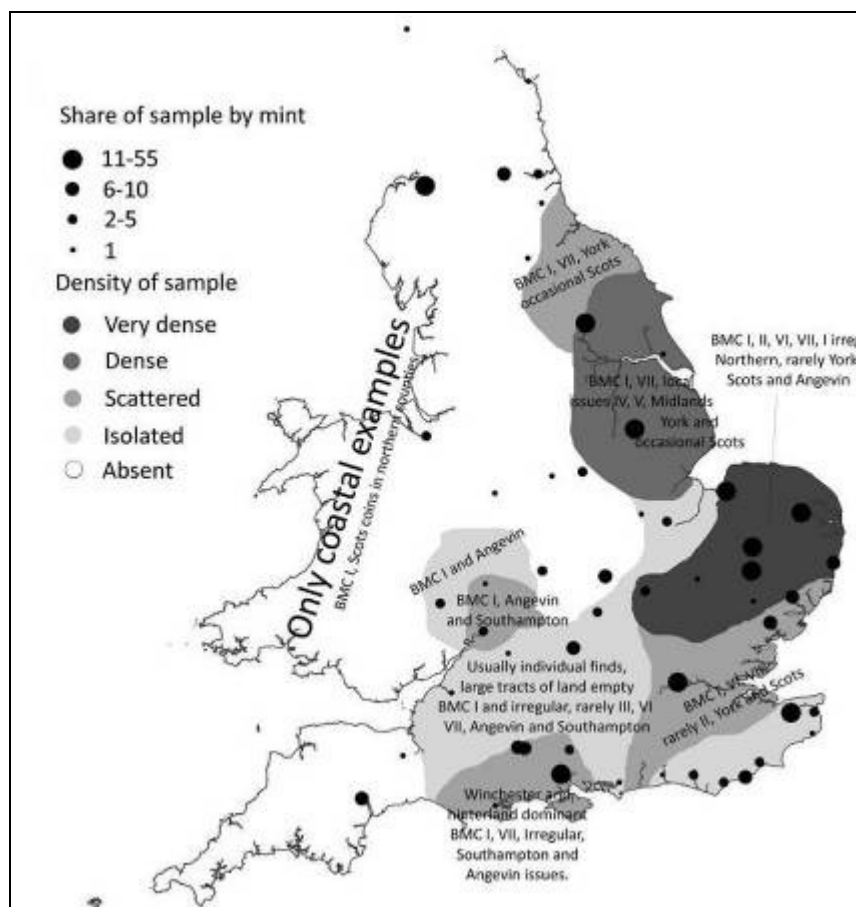 Share of sample by mint
11-55
6-10
2-5
1
Density of sample
Very dense
Dense
Scattered
Isolated
Absent
BMC I, VII, York
occasional Scots
BMC I, II, VI, VII, I irreg
Northern, rarely York
Scots and Angevin
BMC I, VII, local
issues IV, V, Midlands
York and
occasional Scots
Only coastal examples
BMC I, Scots coins in northern counties
BMC I and Angevin
BMC I, Angevin
and Southampton
Usually individual finds,
large tracts of land empty
BMC I and irregular, rarely III, VI
VII, Angevin and Southampton
BMC I,
rarely II, York and Scots
Winchester and
hinterland dominant
BMC I, VII, Irregular,
Southampton and
Angevin issues.